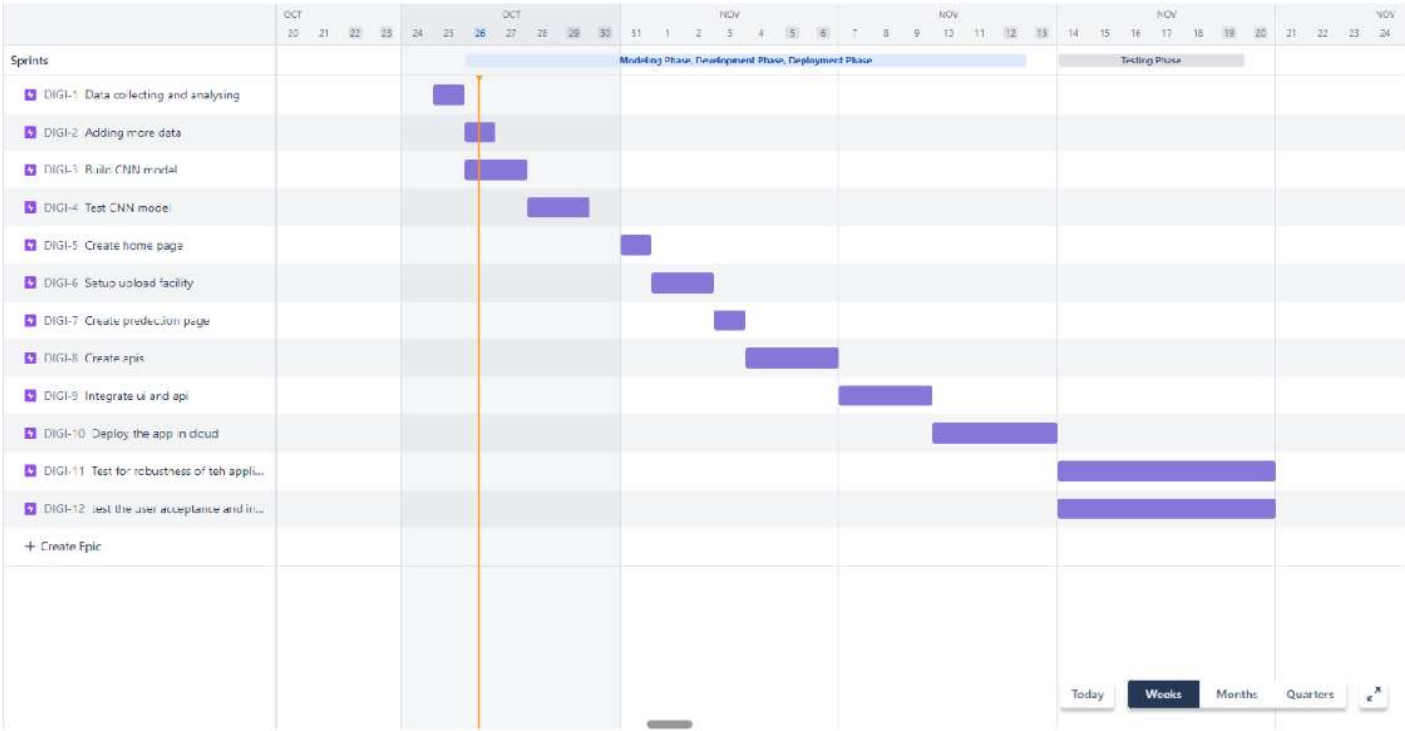 OCT OCT NOV NOV NOV NOV
20 21 22 23 24 25 26 27 28 29 30 31 1 2 3 4 5 6 7 8 9 10 11 12 13 14 15 16 17 18 19 20 21 22 23 24
Sprints Modeling Phase, Development Phase, Deployment Phase Testing Phase
DIGI-1 Data collecting and analysing
DIGI-2 Adding more data
DIGI-3 Build CNN model
DIGI-4 Test CNN model
DIGI-5 Create home page
DIGI-6 Setup upload facility
DIGI-7 Create predection page
DIGI-8 Create apis
DIGI-9 Integrate ui and api
DIGI-10 Deploy the app in cloud
DIGI-11 Test for robustness of teh appli...
DIGI-12 test the user acceptance and in...
+ Create Epic
Today Weeks Months Quarters